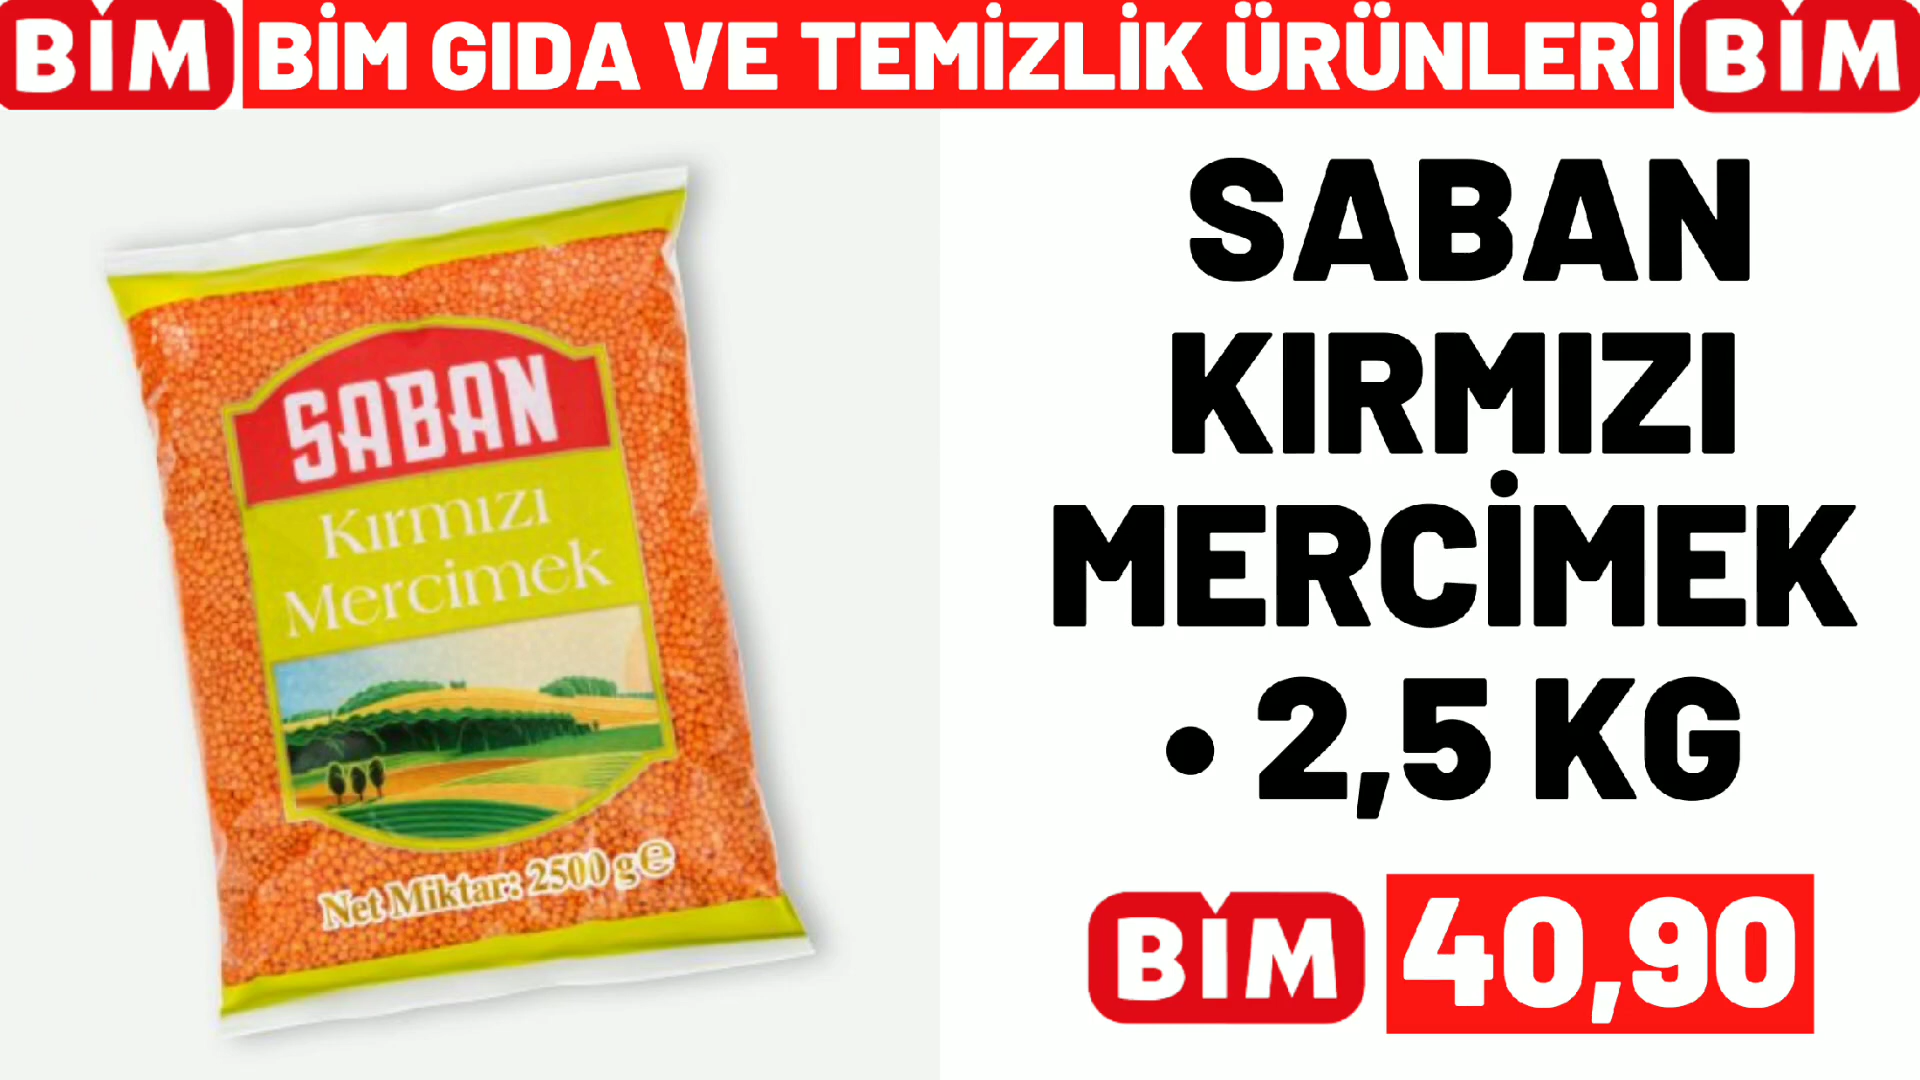 BİM
BİM GIDA VE TEMİZLİK ÜRÜNLERİ
BİM
SABAN
Kırmızı
Mercimek
Net Miktar: 2500 g ℮
SABAN
KIRMIZI
MERCİMEK
• 2,5 KG
BİM
40,90